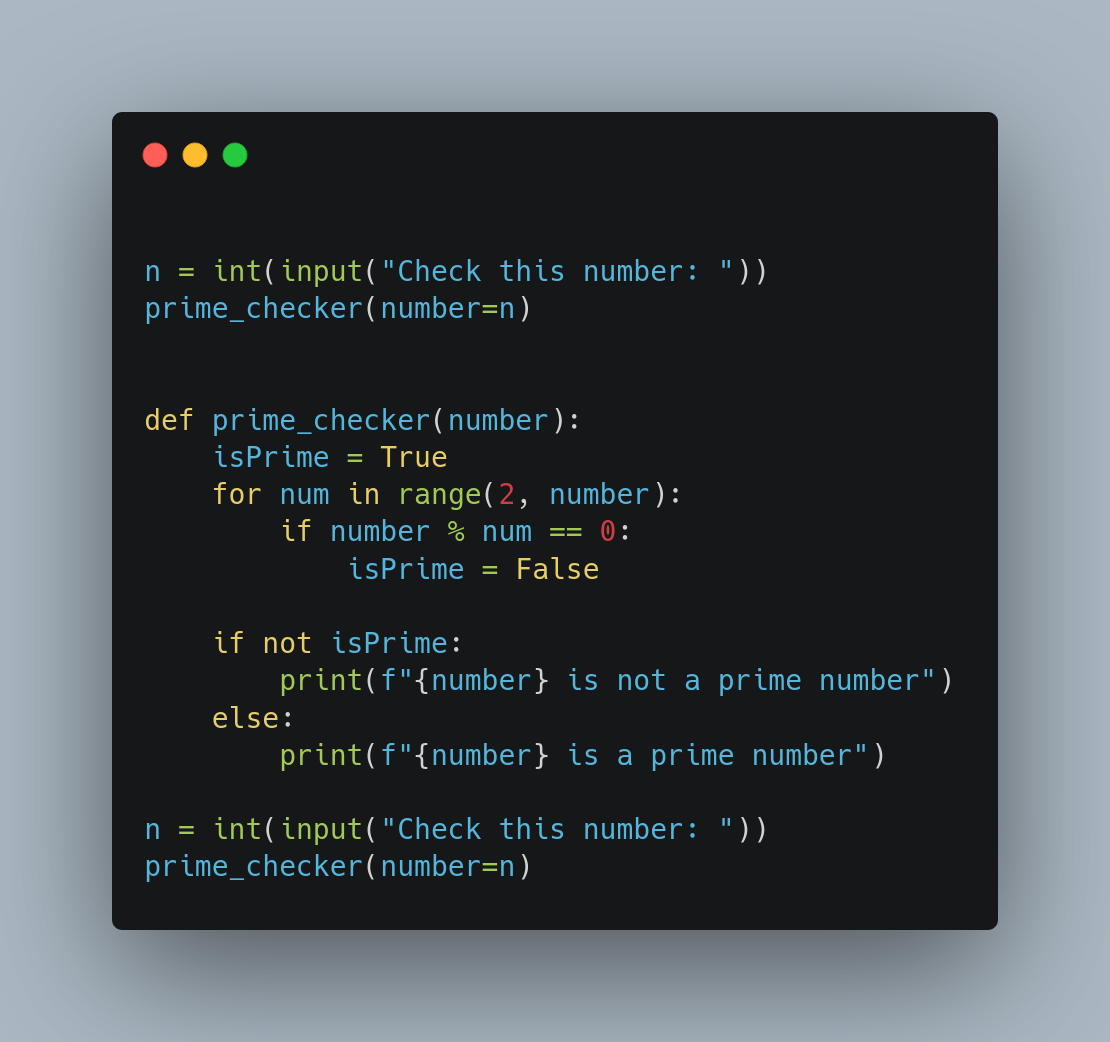 n = int(input("Check this number: "))
prime_checker(number=n)
def prime_checker(number):
    isPrime = True
    for num in range(2, number):
        if number % num == 0:
            isPrime = False
    if not isPrime:
        print(f"{number} is not a prime number")
    else:
        print(f"{number} is a prime number")
n = int(input("Check this number: "))
prime_checker(number=n)